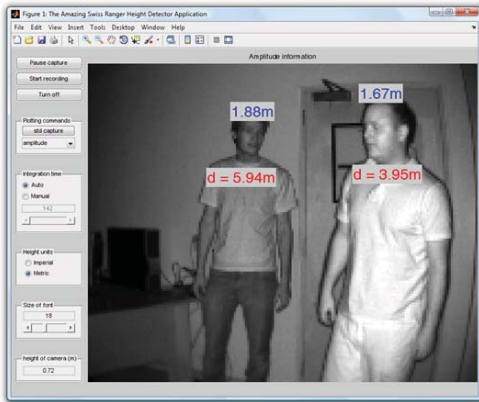 Figure 1: The Amazing Swiss Ranger Height Detector Application
File Edit View Insert Tools Desktop Window Help
Amplitude information
Pause capture
Start recording
Turn off
Plotting commands
std capture
amplitude
Integration time
Auto
Manual
142
Height units
Imperial
Metric
Size of font
18
height of camera (m)
0.72
1.88m
1.67m
d = 5.94m
d = 3.95m